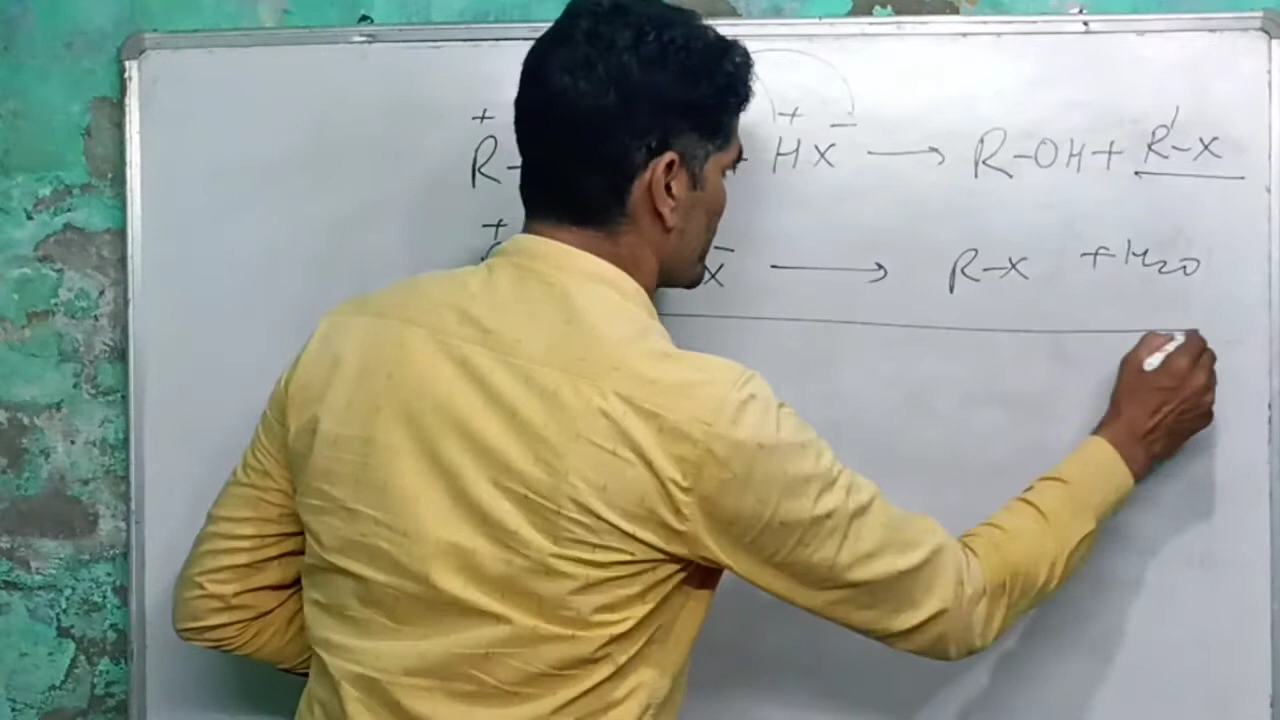 + + –
R– HX → R–OH + R'–X
+ –
X → R–X + H2O